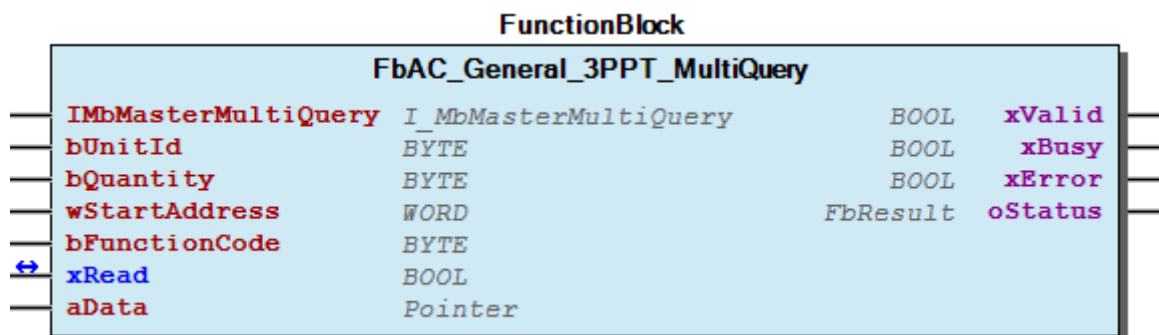 FunctionBlock
FbAC_General_3PPT_MultiQuery
IMbMasterMultiQuery I_MbMasterMultiQuery BOOL xValid
bUnitId BYTE BOOL xBusy
bQuantity BYTE BOOL xError
wStartAddress WORD FbResult oStatus
bFunctionCode BYTE
xRead BOOL
aData Pointer